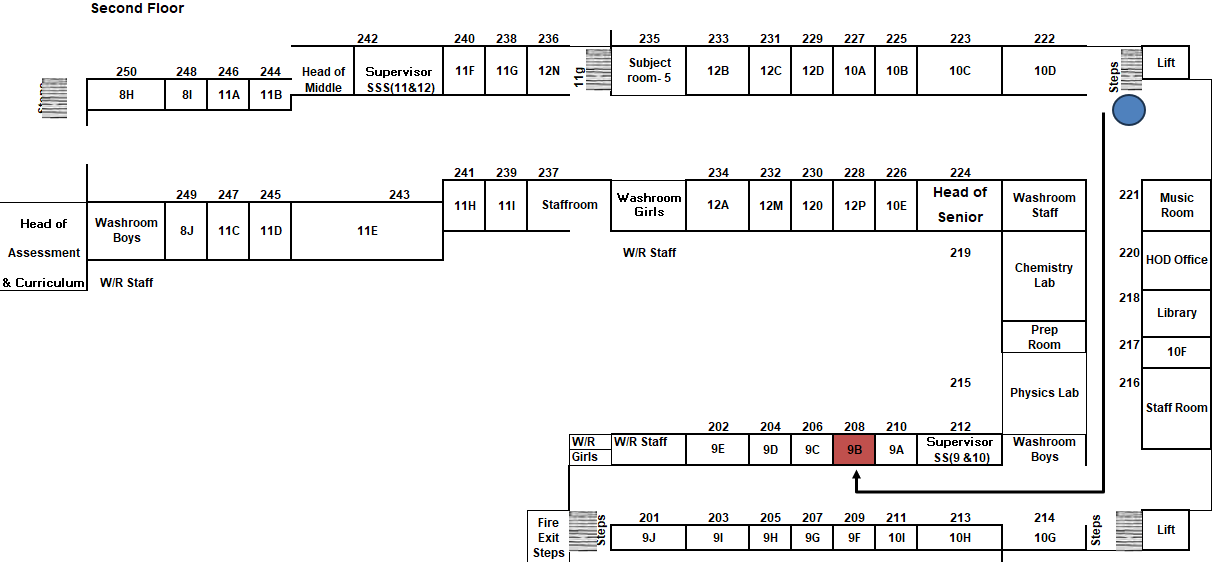 Second Floor
242 240 238 236 235 233 231 229 227 225 223 222
250 248 246 244
Head of
Middle
Supervisor
SSS(11&12)
11F 11G 12N
11g
Subject
room- 5
12B 12C 12D 10A 10B 10C 10D
Steps
Lift
8H 8I 11A 11B
Steps
241 239 237 234 232 230 228 226 224
249 247 245 243
11H 11I Staffroom
Washroom
Girls
12A 12M 120 12P 10E
Head of
Senior
Washroom
Staff
221
Music
Room
Head of
Assessment
& Curriculum
Washroom
Boys
8J 11C 11D 11E
W/R Staff
W/R Staff
219
Chemistry
Lab
220
HOD Office
218
Library
Prep
Room
217
10F
215
Physics Lab
216
Staff Room
202 204 206 208 210 212
W/R
Girls
W/R Staff
9E 9D 9C 9B 9A
Supervisor
SS(9 &10)
Washroom
Boys
201 203 205 207 209 211 213 214
Fire
Exit
Steps
Steps
9J 9I 9H 9G 9F 10I 10H 10G
Steps
Lift